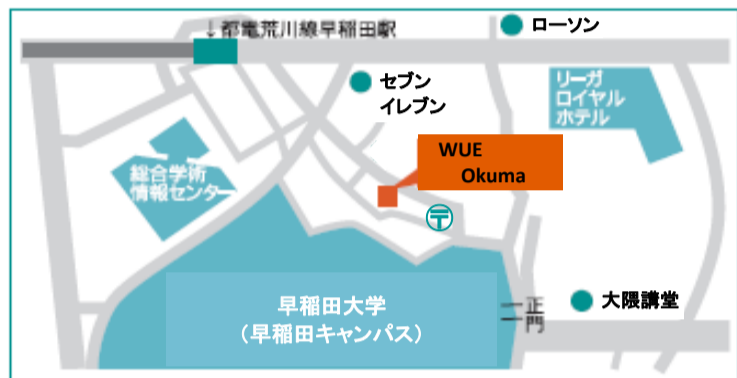 ↓都電荒川線早稲田駅
ローソン
セブン
イレブン
リーガ
ロイヤル
ホテル
WUE
Okuma
総合学術
情報センター
〒
早稲田大学
（早稲田キャンパス）
正門
大隈講堂